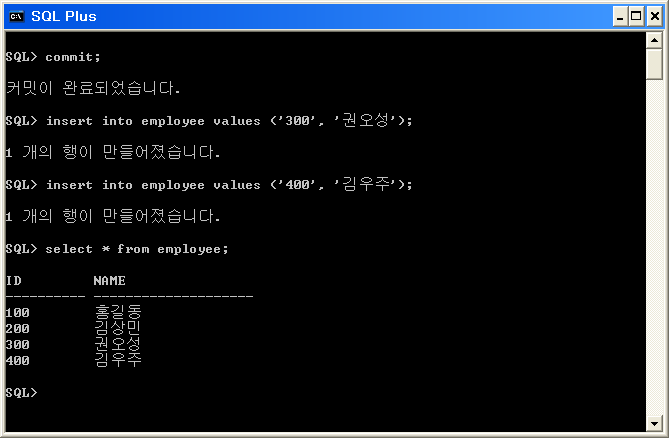 SQL Plus
SQL> commit;
커밋이 완료되었습니다.
SQL> insert into employee values ('300', '권오성');
1 개의 행이 만들어졌습니다.
SQL> insert into employee values ('400', '김우주');
1 개의 행이 만들어졌습니다.
SQL> select * from employee;
ID         NAME
---------- --------------------
100        홍길동
200        김상민
300        권오성
400        김우주
SQL>